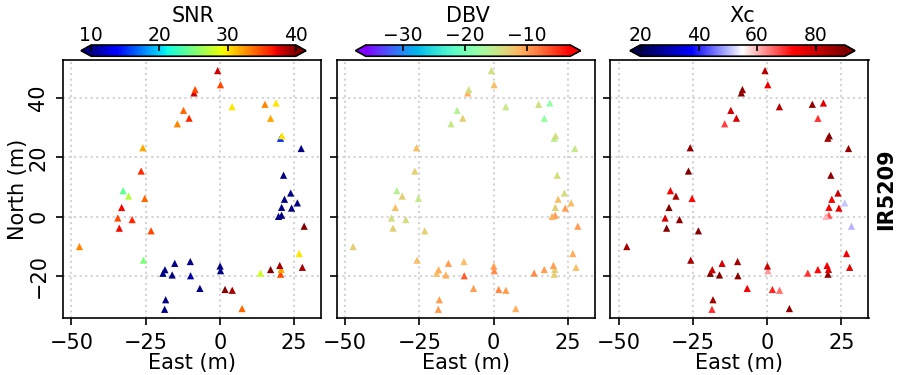 SNR DBV Xc
10 20 30 40 −30 −20 −10 20 40 60 80
40
20
0
−20
North (m)
IR5209
−50 −25 0 25 −50 −25 0 25 −50 −25 0 25
East (m) East (m) East (m)